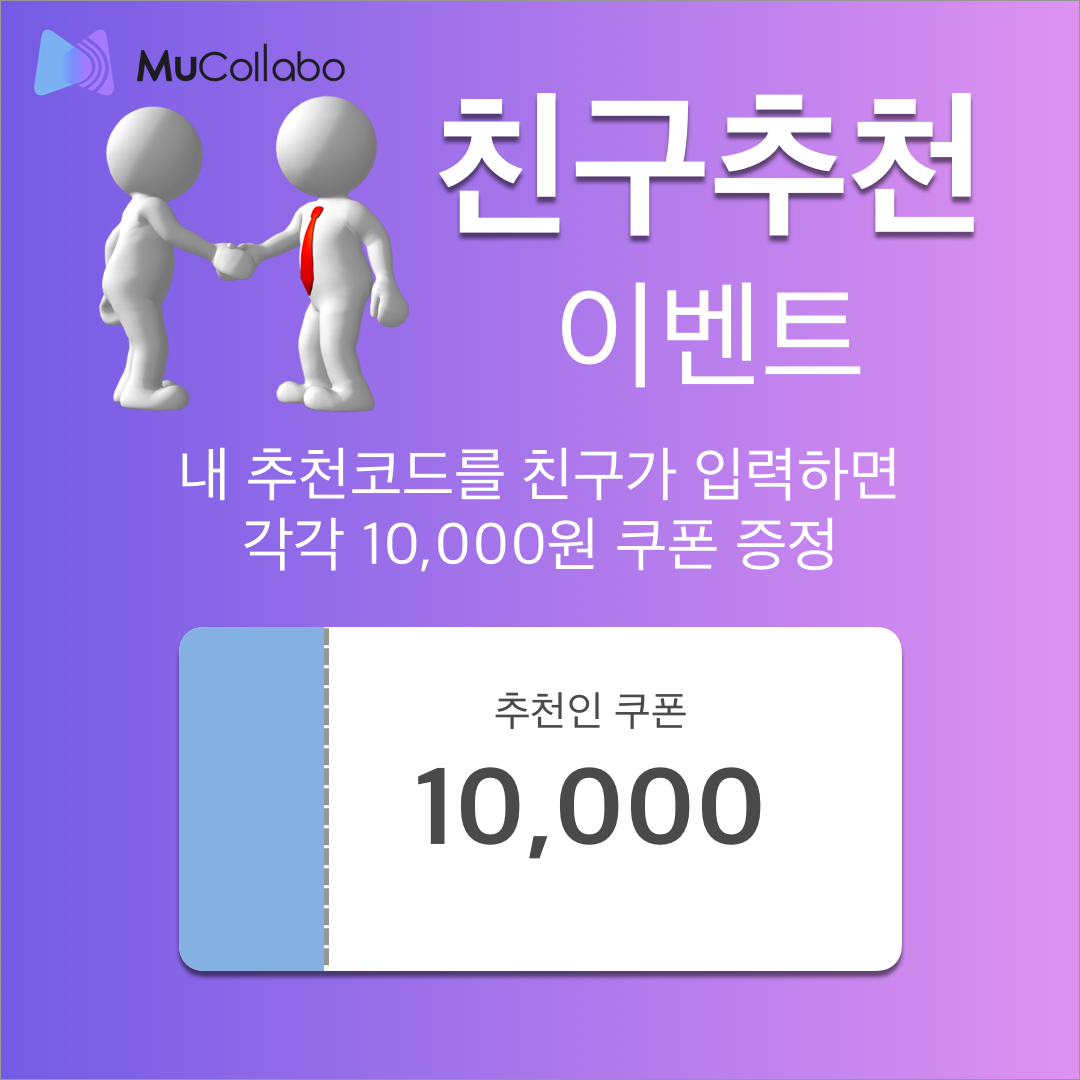 MuCollabo
친구추천
이벤트
내 추천코드를 친구가 입력하면
각각 10,000원 쿠폰 증정
추천인 쿠폰
10,000